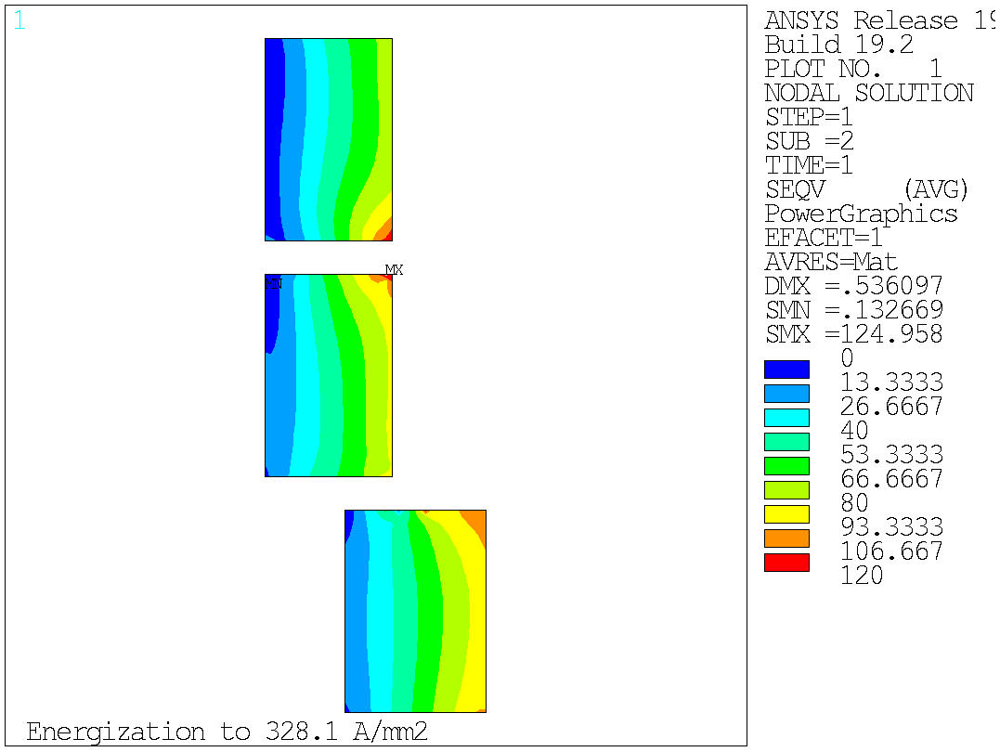 1
ANSYS Release 19
Build 19.2
PLOT NO. 1
NODAL SOLUTION
STEP=1
SUB =2
TIME=1
SEQV (AVG)
PowerGraphics
EFACET=1
AVRES=Mat
DMX =.536097
SMN =.132669
SMX =124.958
0
13.3333
26.6667
40
53.3333
66.6667
80
93.3333
106.667
120
MX
MN
Energization to 328.1 A/mm2